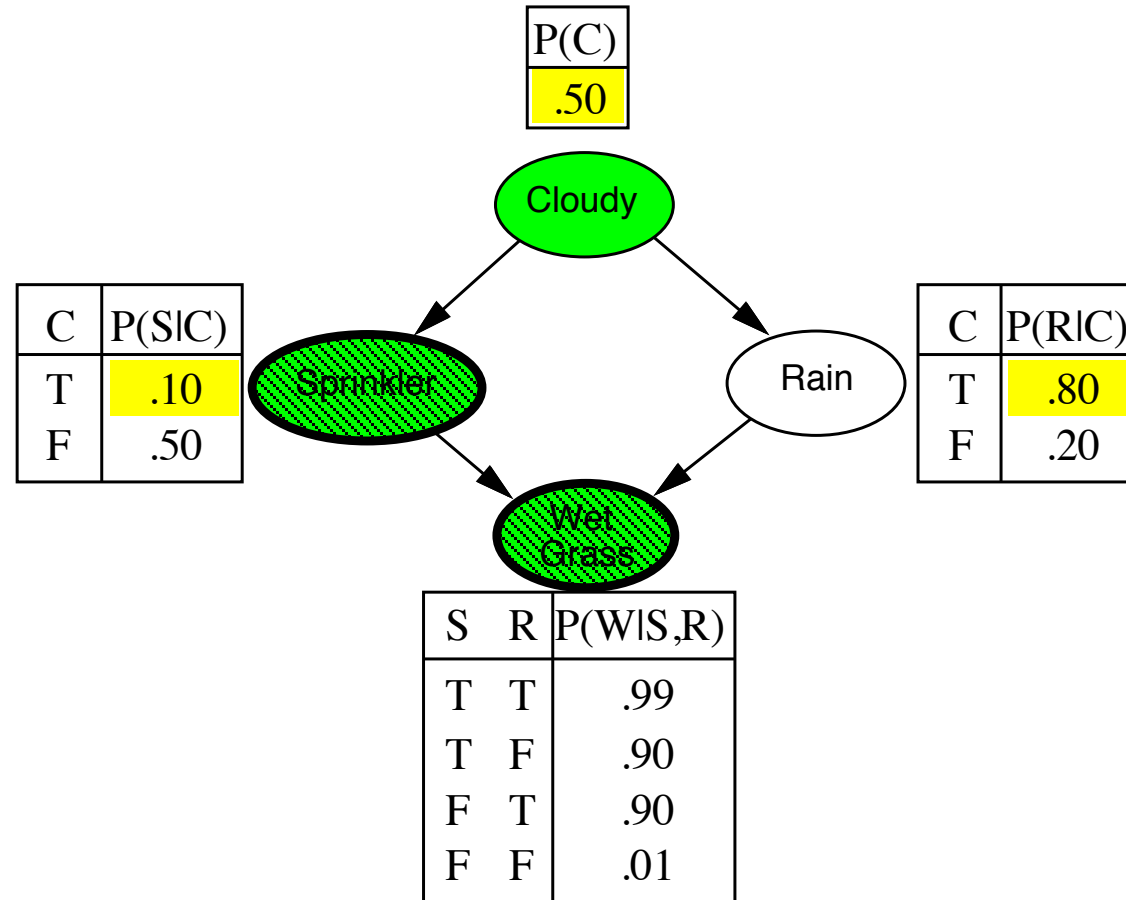 P(C)
.50
Cloudy
C P(S|C)
T .10
F .50
Sprinkler
Rain
C P(R|C)
T .80
F .20
Wet
Grass
S R P(W|S,R)
T T .99
T F .90
F T .90
F F .01